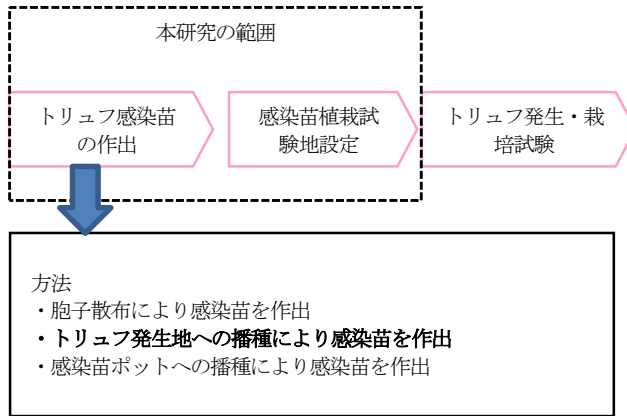 本研究の範囲
トリュフ感染苗
の作出
感染苗植栽試
験地設定
トリュフ発生・栽
培試験
方法
・胞子散布により感染苗を作出
・トリュフ発生地への播種により感染苗を作出
・感染苗ポットへの播種により感染苗を作出